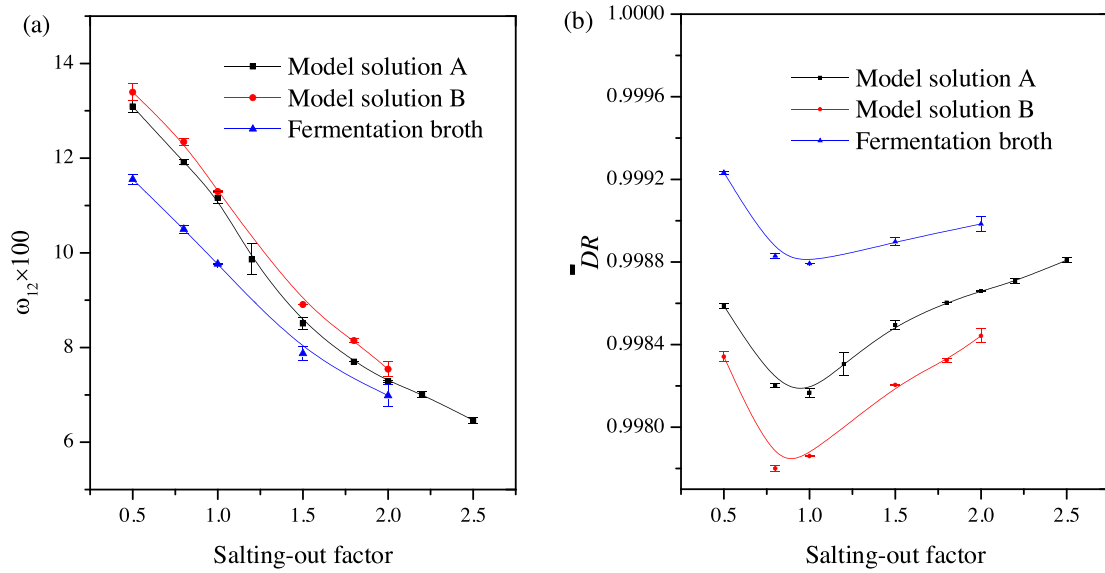 (a)
14
12
10
8
6
ω₁₂×100
Model solution A
Model solution B
Fermentation broth
0.5 1.0 1.5 2.0 2.5
Salting-out factor
(b)
1.0000
0.9996
0.9992
0.9988
0.9984
0.9980
DR
Model solution A
Model solution B
Fermentation broth
0.5 1.0 1.5 2.0 2.5
Salting-out factor